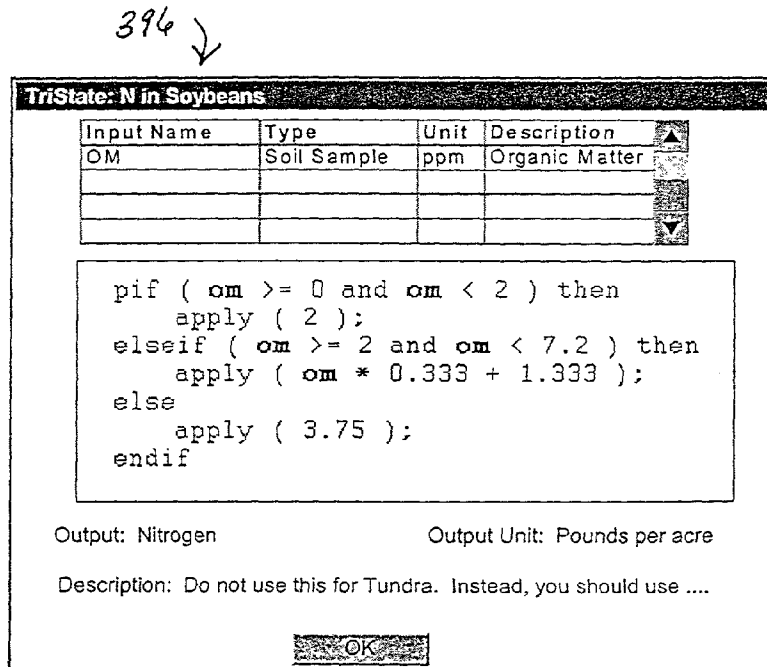 396
TriState: N in Soybeans
Input Name Type Unit Description
OM Soil Sample ppm Organic Matter
pif ( om >= 0 and om < 2 ) then
apply ( 2 );
elseif ( om >= 2 and om < 7.2 ) then
apply ( om * 0.333 + 1.333 );
else
apply ( 3.75 );
endif
Output: Nitrogen Output Unit: Pounds per acre
Description: Do not use this for Tundra. Instead, you should use ....
OK